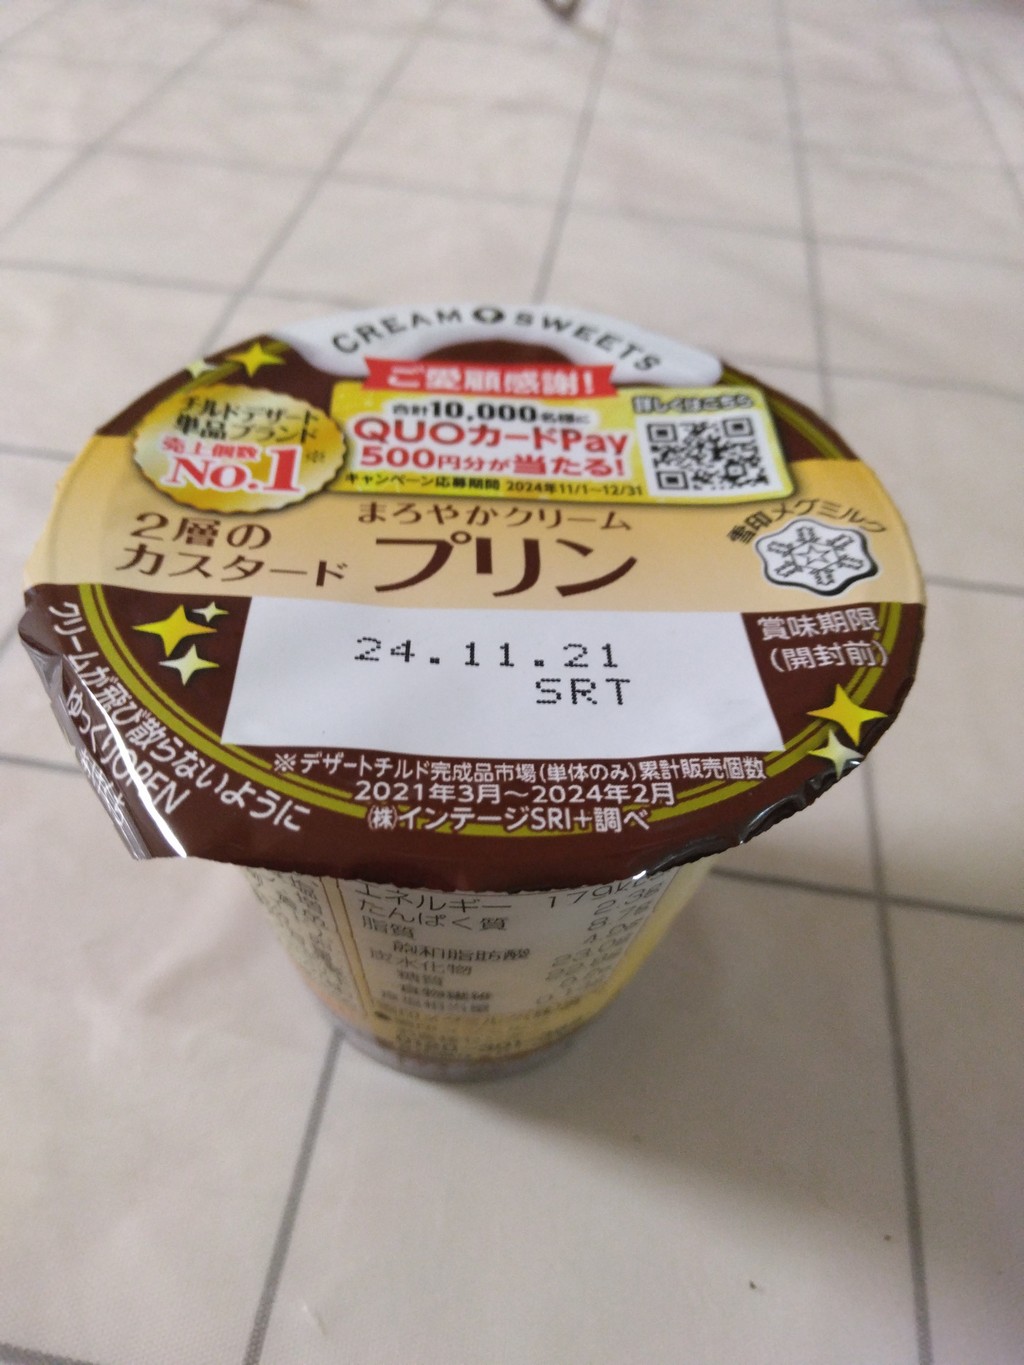 CREAM SWEETS
ご愛顧感謝!
チルドデザート
単品ブランド
売上個数
No.1※
合計10,000名様に
QUOカードPay
500円分が当たる!
キャンペーン応募期間 2024年11/1~12/31
詳しくはこちら
2層の
カスタード
まろやかクリーム
プリン
雪印メグミルク
24.11.21
SRT
賞味期限
(開封前)
クリームが飛び散らないように
ゆっくりOPEN
※デザートチルド完成品市場(単体のみ)累計販売個数
2021年3月~2024年2月
㈱インテージSRI+調べ
エネルギー
たんぱく質
脂質
飽和脂肪酸
炭水化物
糖質
食物繊維
食塩相当量